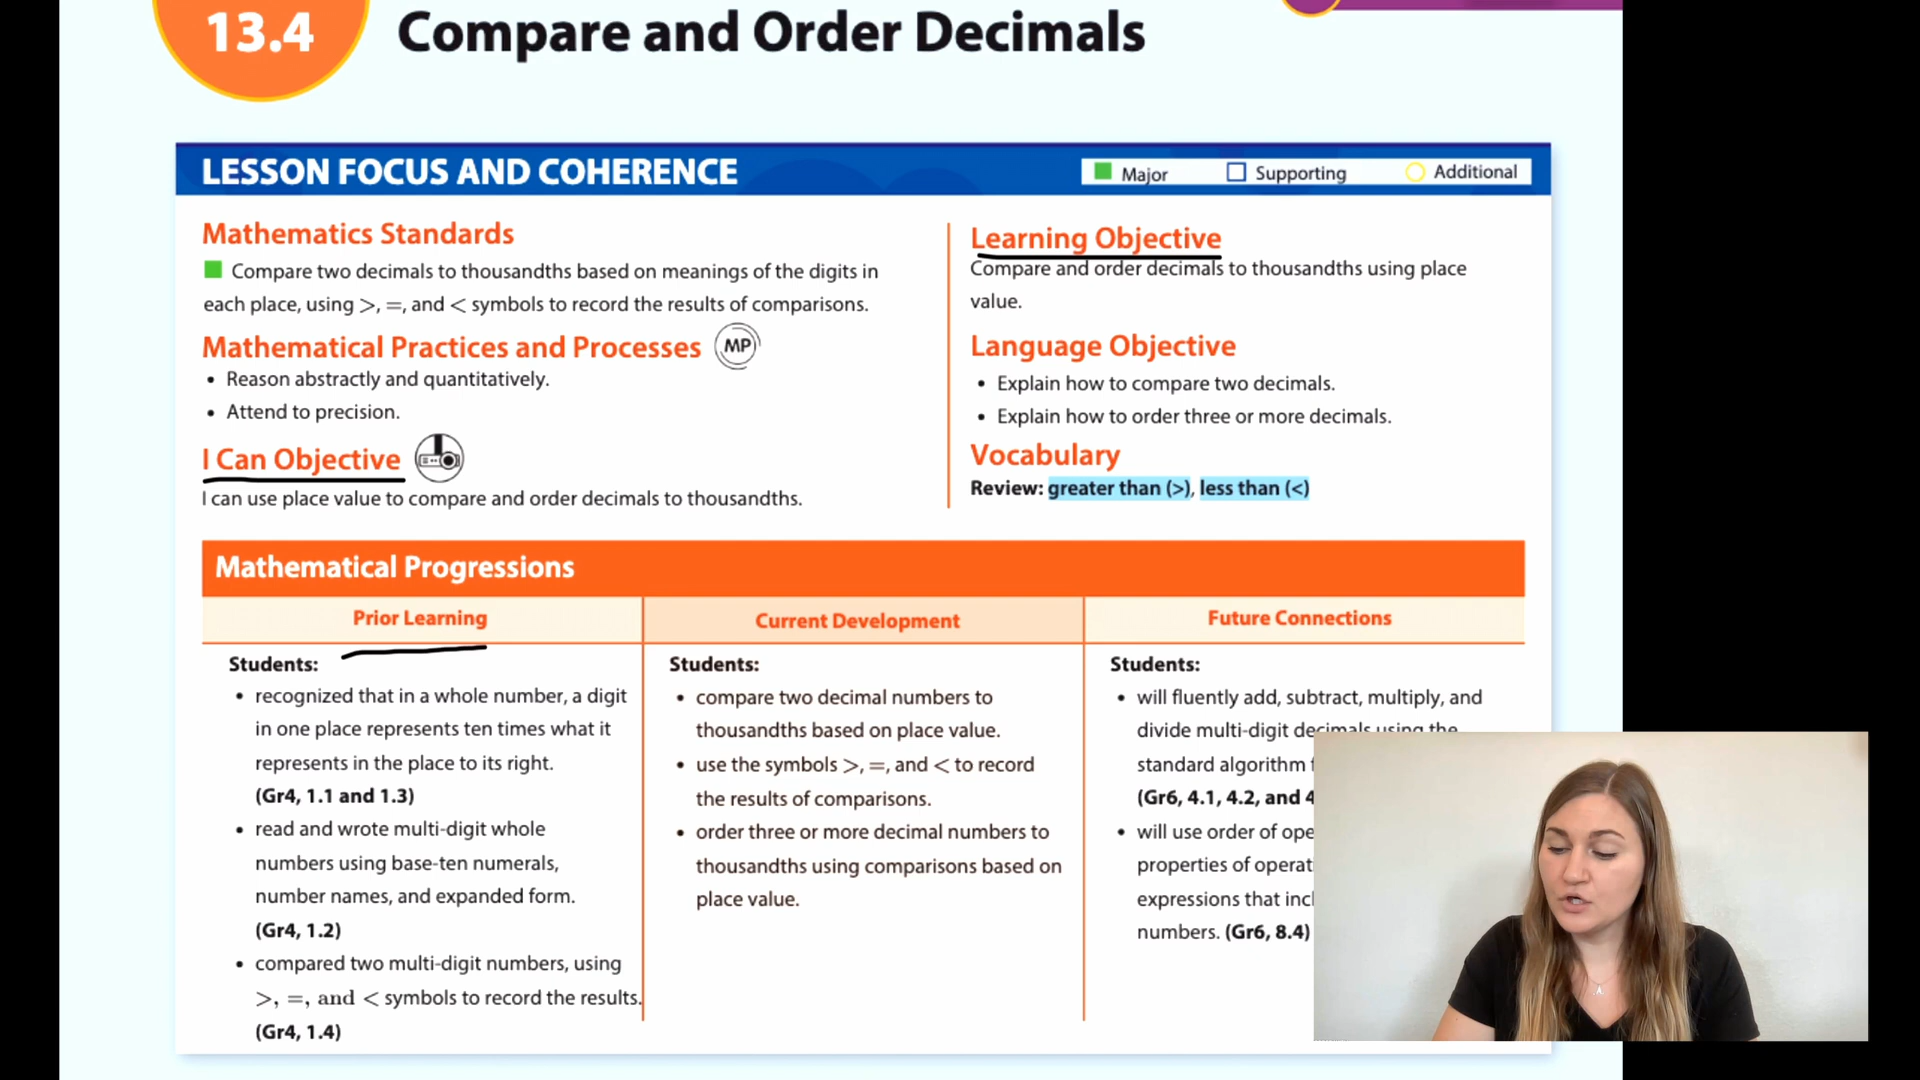 13.4 Compare and Order Decimals
LESSON FOCUS AND COHERENCE
Major Supporting Additional
Mathematics Standards
Compare two decimals to thousandths based on meanings of the digits in
each place, using >, =, and < symbols to record the results of comparisons.
Mathematical Practices and Processes MP
• Reason abstractly and quantitatively.
• Attend to precision.
I Can Objective
I can use place value to compare and order decimals to thousandths.
Learning Objective
Compare and order decimals to thousandths using place
value.
Language Objective
• Explain how to compare two decimals.
• Explain how to order three or more decimals.
Vocabulary
Review: greater than (>), less than (<)
Mathematical Progressions
Prior Learning
Students:
• recognized that in a whole number, a digit
in one place represents ten times what it
represents in the place to its right.
(Gr4, 1.1 and 1.3)
• read and wrote multi-digit whole
numbers using base-ten numerals,
number names, and expanded form.
(Gr4, 1.2)
• compared two multi-digit numbers, using
>, =, and < symbols to record the results.
(Gr4, 1.4)
Current Development
Students:
• compare two decimal numbers to
thousandths based on place value.
• use the symbols >, =, and < to record
the results of comparisons.
• order three or more decimal numbers to
thousandths using comparisons based on
place value.
Future Connections
Students:
• will fluently add, subtract, multiply, and
divide multi-digit decimals using the
standard algorithm
(Gr6, 4.1, 4.2, and 4
• will use order of
properties of
expressions that
numbers. (Gr6, 8.4)
A